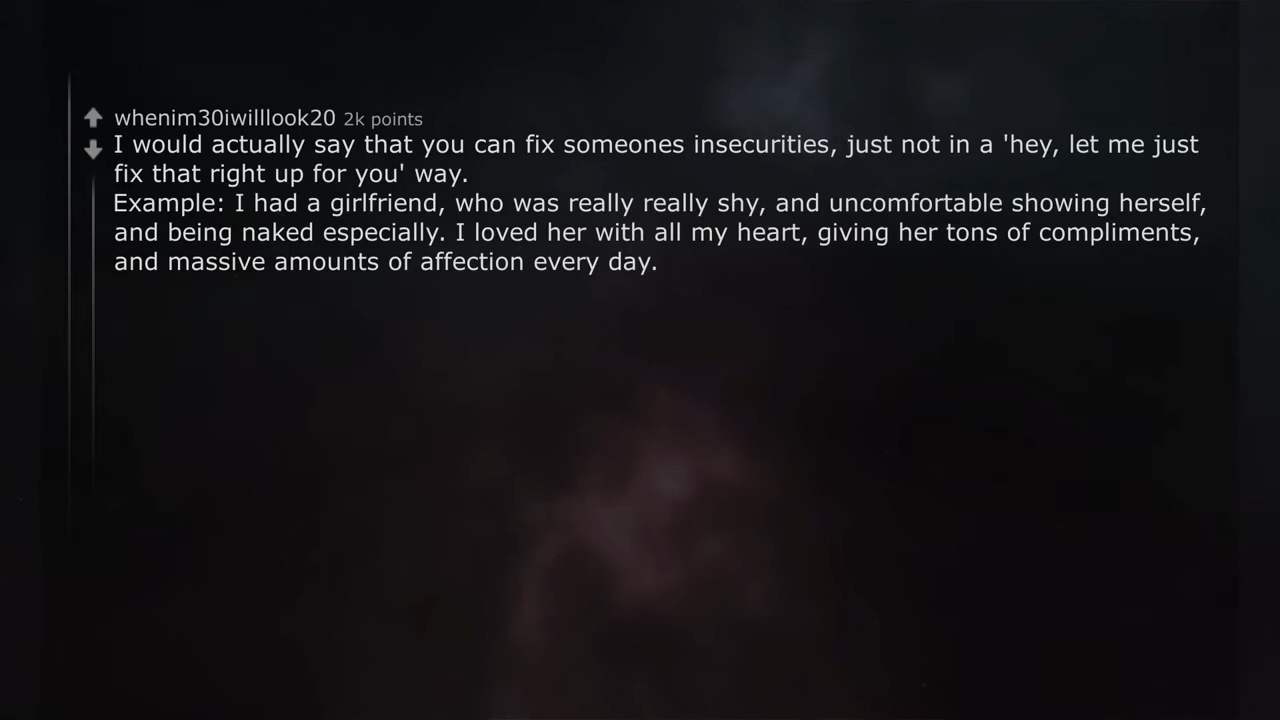 whenim30iwilllook20 2k points
I would actually say that you can fix someones insecurities, just not in a 'hey, let me just
fix that right up for you' way.
Example: I had a girlfriend, who was really really shy, and uncomfortable showing herself,
and being naked especially. I loved her with all my heart, giving her tons of compliments,
and massive amounts of affection every day.